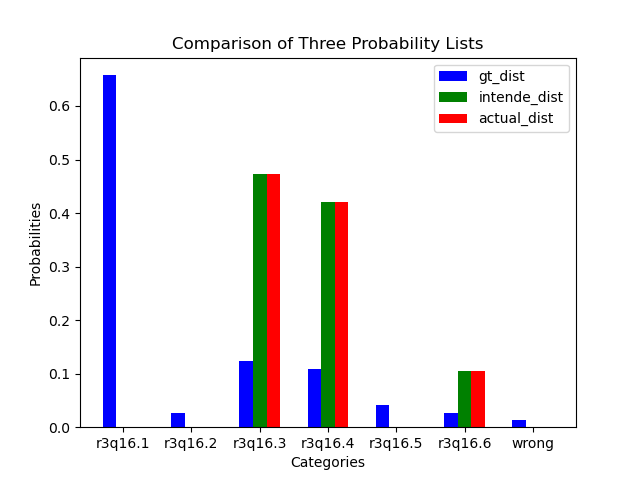 Comparison of Three Probability Lists
gt_dist
intende_dist
actual_dist
Probabilities
0.6
0.5
0.4
0.3
0.2
0.1
0.0
r3q16.1 r3q16.2 r3q16.3 r3q16.4 r3q16.5 r3q16.6 wrong
Categories